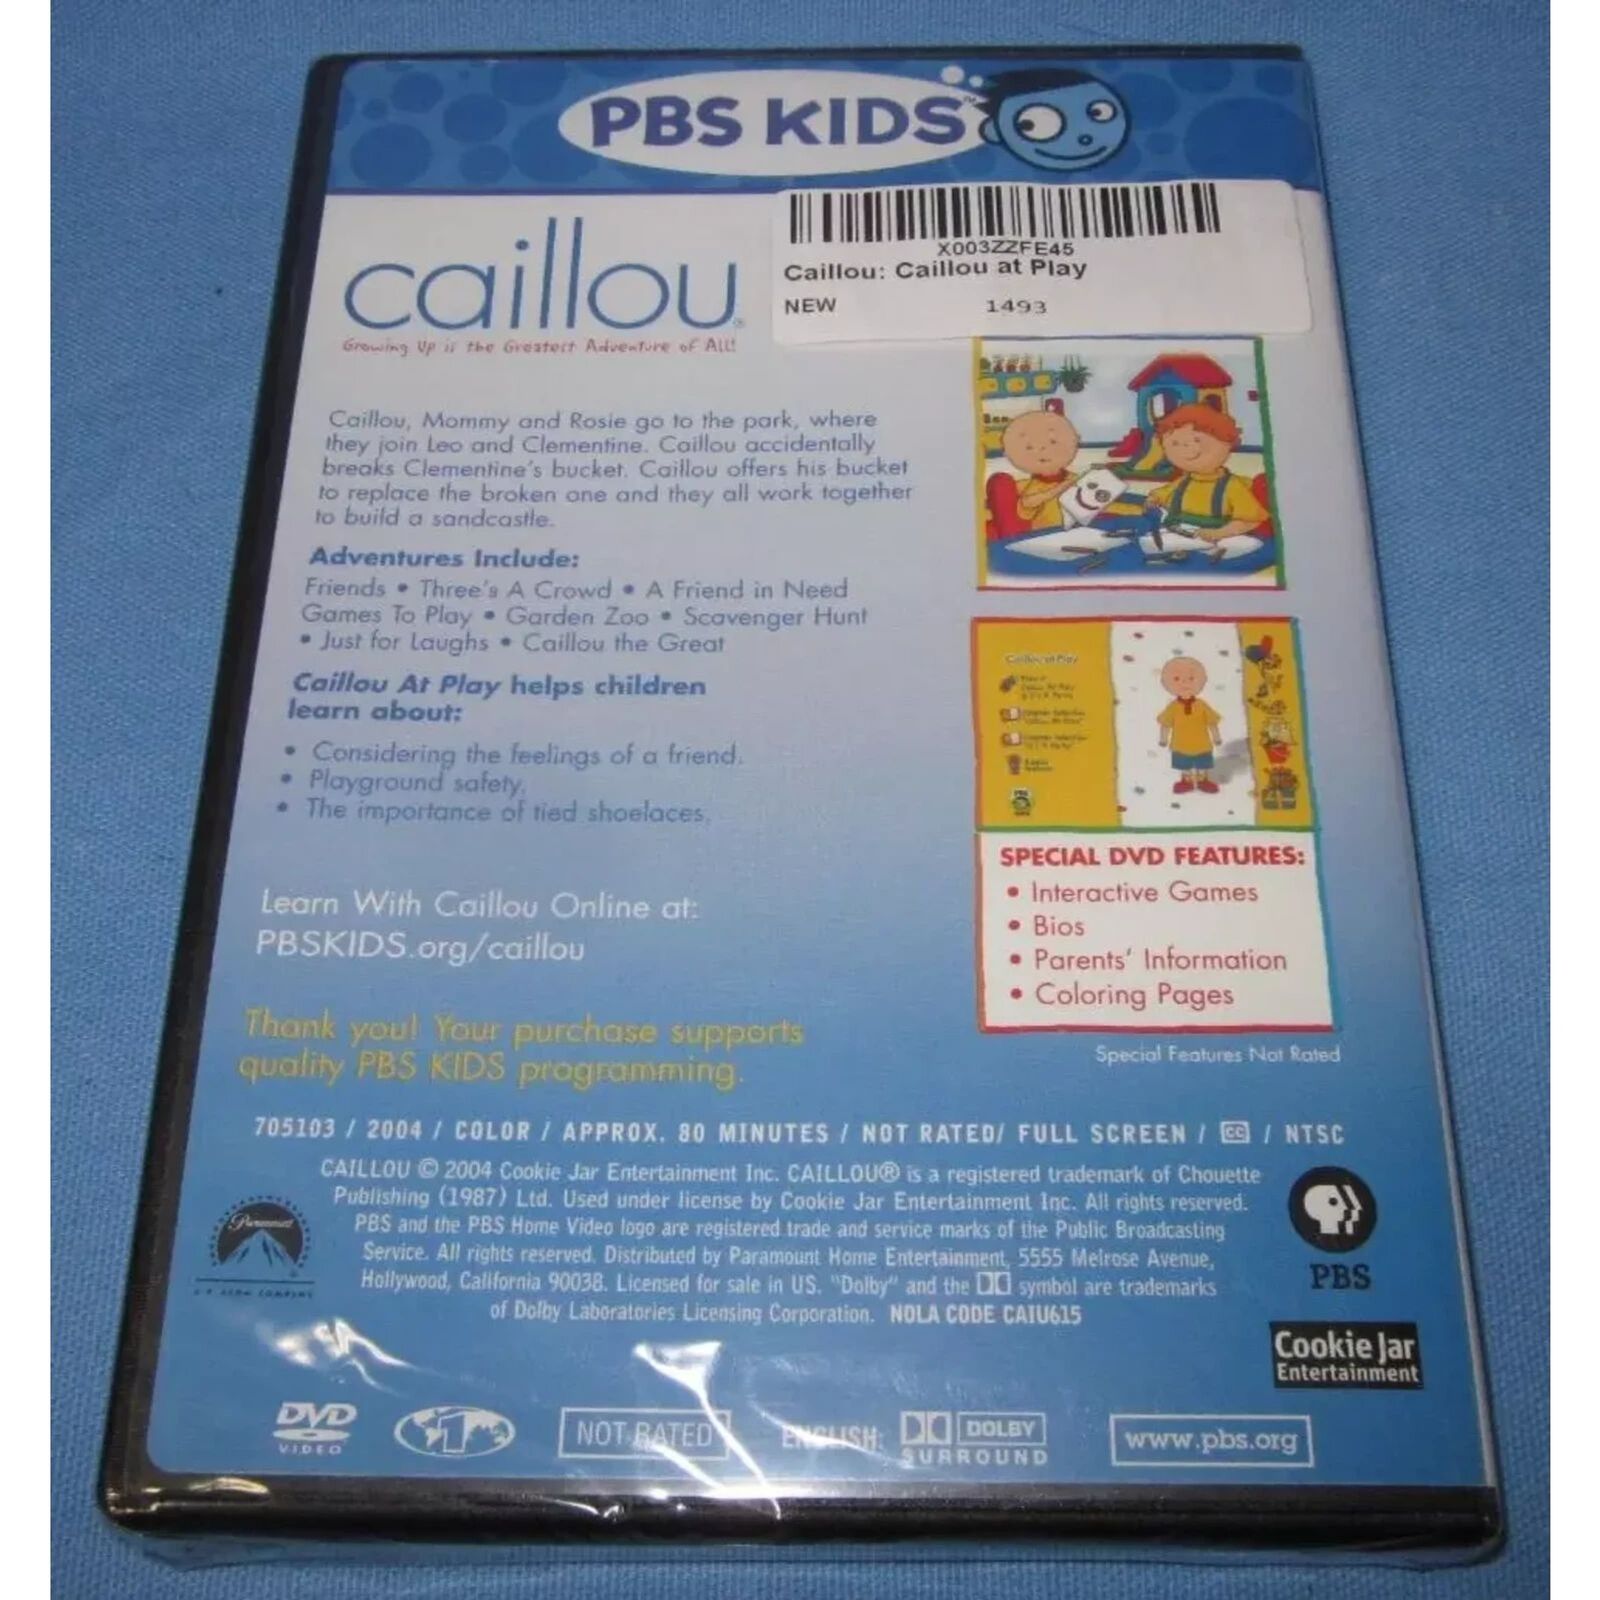 PBS KIDS™
X003ZZFE45
Caillou: Caillou at Play
NEW 1493
caillou®
Growing Up is the Greatest Adventure of All!
Caillou, Mommy and Rosie go to the park, where
they join Leo and Clementine. Caillou accidentally
breaks Clementine's bucket. Caillou offers his bucket
to replace the broken one and they all work together
to build a sandcastle.
Adventures Include:
Friends • Three's A Crowd • A Friend in Need
Games To Play • Garden Zoo • Scavenger Hunt
• Just for Laughs • Caillou the Great
Caillou At Play helps children
learn about:
• Considering the feelings of a friend.
• Playground safety.
• The importance of tied shoelaces.
Learn With Caillou Online at:
PBSKIDS.org/caillou
Thank you! Your purchase supports
quality PBS KIDS programming.
Caillou at Play
SPECIAL DVD FEATURES:
• Interactive Games
• Bios
• Parents' Information
• Coloring Pages
Special Features Not Rated
705103 / 2004 / COLOR / APPROX. 80 MINUTES / NOT RATED/ FULL SCREEN / CC / NTSC
CAILLOU © 2004 Cookie Jar Entertainment Inc. CAILLOU® is a registered trademark of Chouette
Publishing (1987) Ltd. Used under license by Cookie Jar Entertainment Inc. All rights reserved.
PBS and the PBS Home Video logo are registered trade and service marks of the Public Broadcasting
Service. All rights reserved. Distributed by Paramount Home Entertainment, 5555 Melrose Avenue,
Hollywood, California 90038. Licensed for sale in US. "Dolby" and the DD symbol are trademarks
of Dolby Laboratories Licensing Corporation. NOLA CODE CAIU615
Paramount
PBS
Cookie Jar
Entertainment
DVD
VIDEO
1
NOT RATED
ENGLISH: DOLBY
SURROUND
www.pbs.org